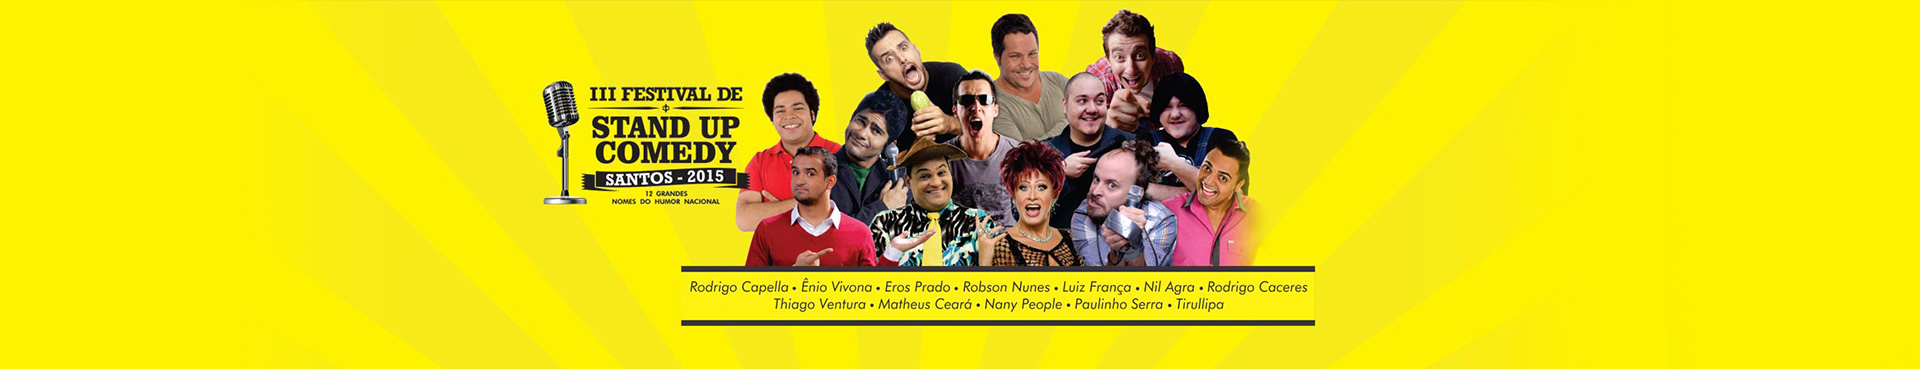 III FESTIVAL DE
STAND UP
COMEDY
SANTOS - 2015
12 GRANDES
NOMES DO HUMOR NACIONAL
Rodrigo Capella • Ênio Vivona • Eros Prado • Robson Nunes • Luiz França • Nil Agra • Rodrigo Caceres
Thiago Ventura • Matheus Ceará • Nany People • Paulinho Serra • Tirullipa